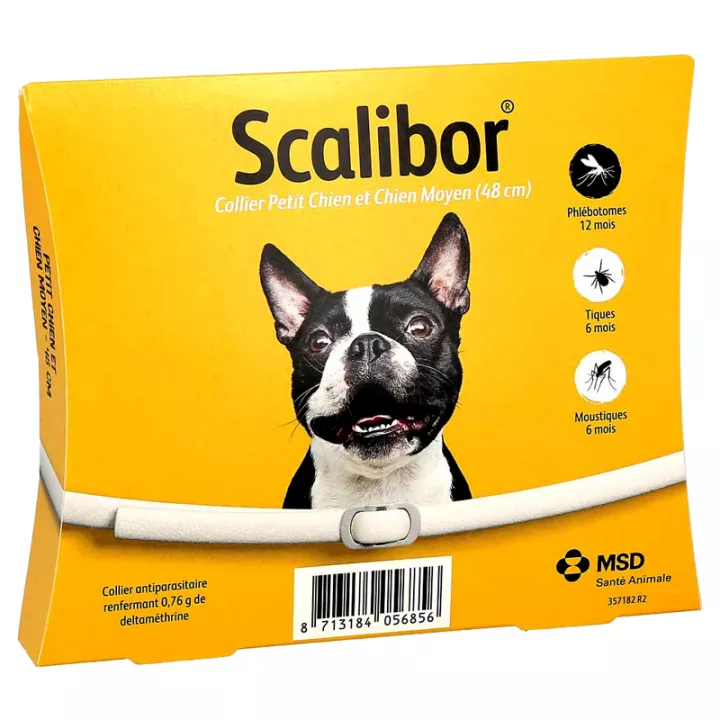 Scalibor®
Collier Petit Chien et Chien Moyen (48 cm)
Phlébotomes
12 mois
Tiques
6 mois
Moustiques
6 mois
PETIT CHIEN ET
CHIEN MOYEN - 48 CM
Collier antiparasitaire
renfermant 0,76 g de
deltaméthrine
8 713184 056856
MSD
Santé Animale
357182 R2